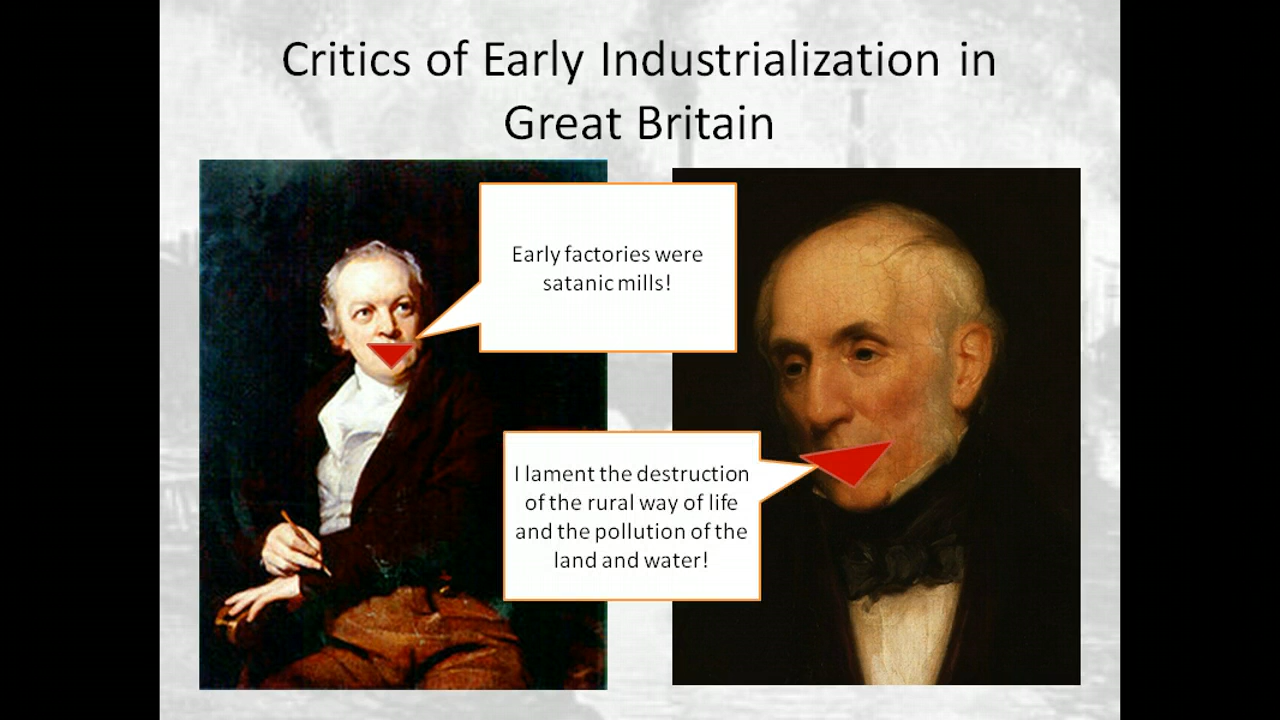 Critics of Early Industrialization in
Great Britain
Early factories were
satanic mills!
I lament the destruction
of the rural way of life
and the pollution of the
land and water!